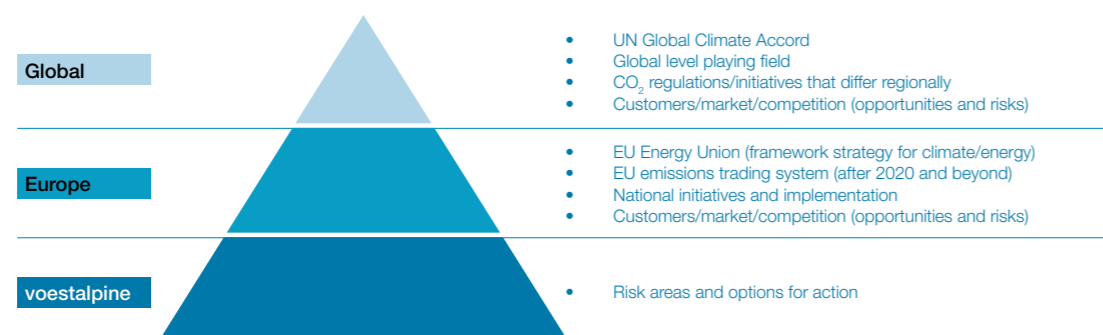 Global
• UN Global Climate Accord
• Global level playing field
• CO₂ regulations/initiatives that differ regionally
• Customers/market/competition (opportunities and risks)
Europe
• EU Energy Union (framework strategy for climate/energy)
• EU emissions trading system (after 2020 and beyond)
• National initiatives and implementation
• Customers/market/competition (opportunities and risks)
voestalpine
• Risk areas and options for action